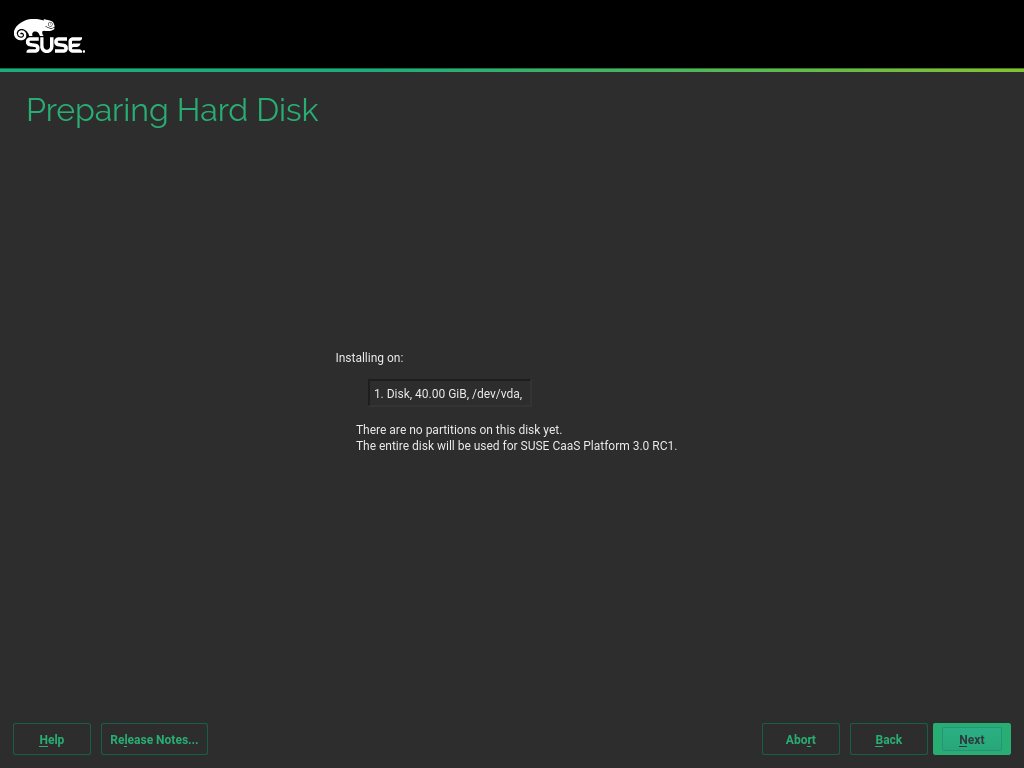 SUSE.
Preparing Hard Disk
Installing on:
1. Disk, 40.00 GiB, /dev/vda,
There are no partitions on this disk yet.
The entire disk will be used for SUSE CaaS Platform 3.0 RC1.
Help
Release Notes...
Abort
Back
Next